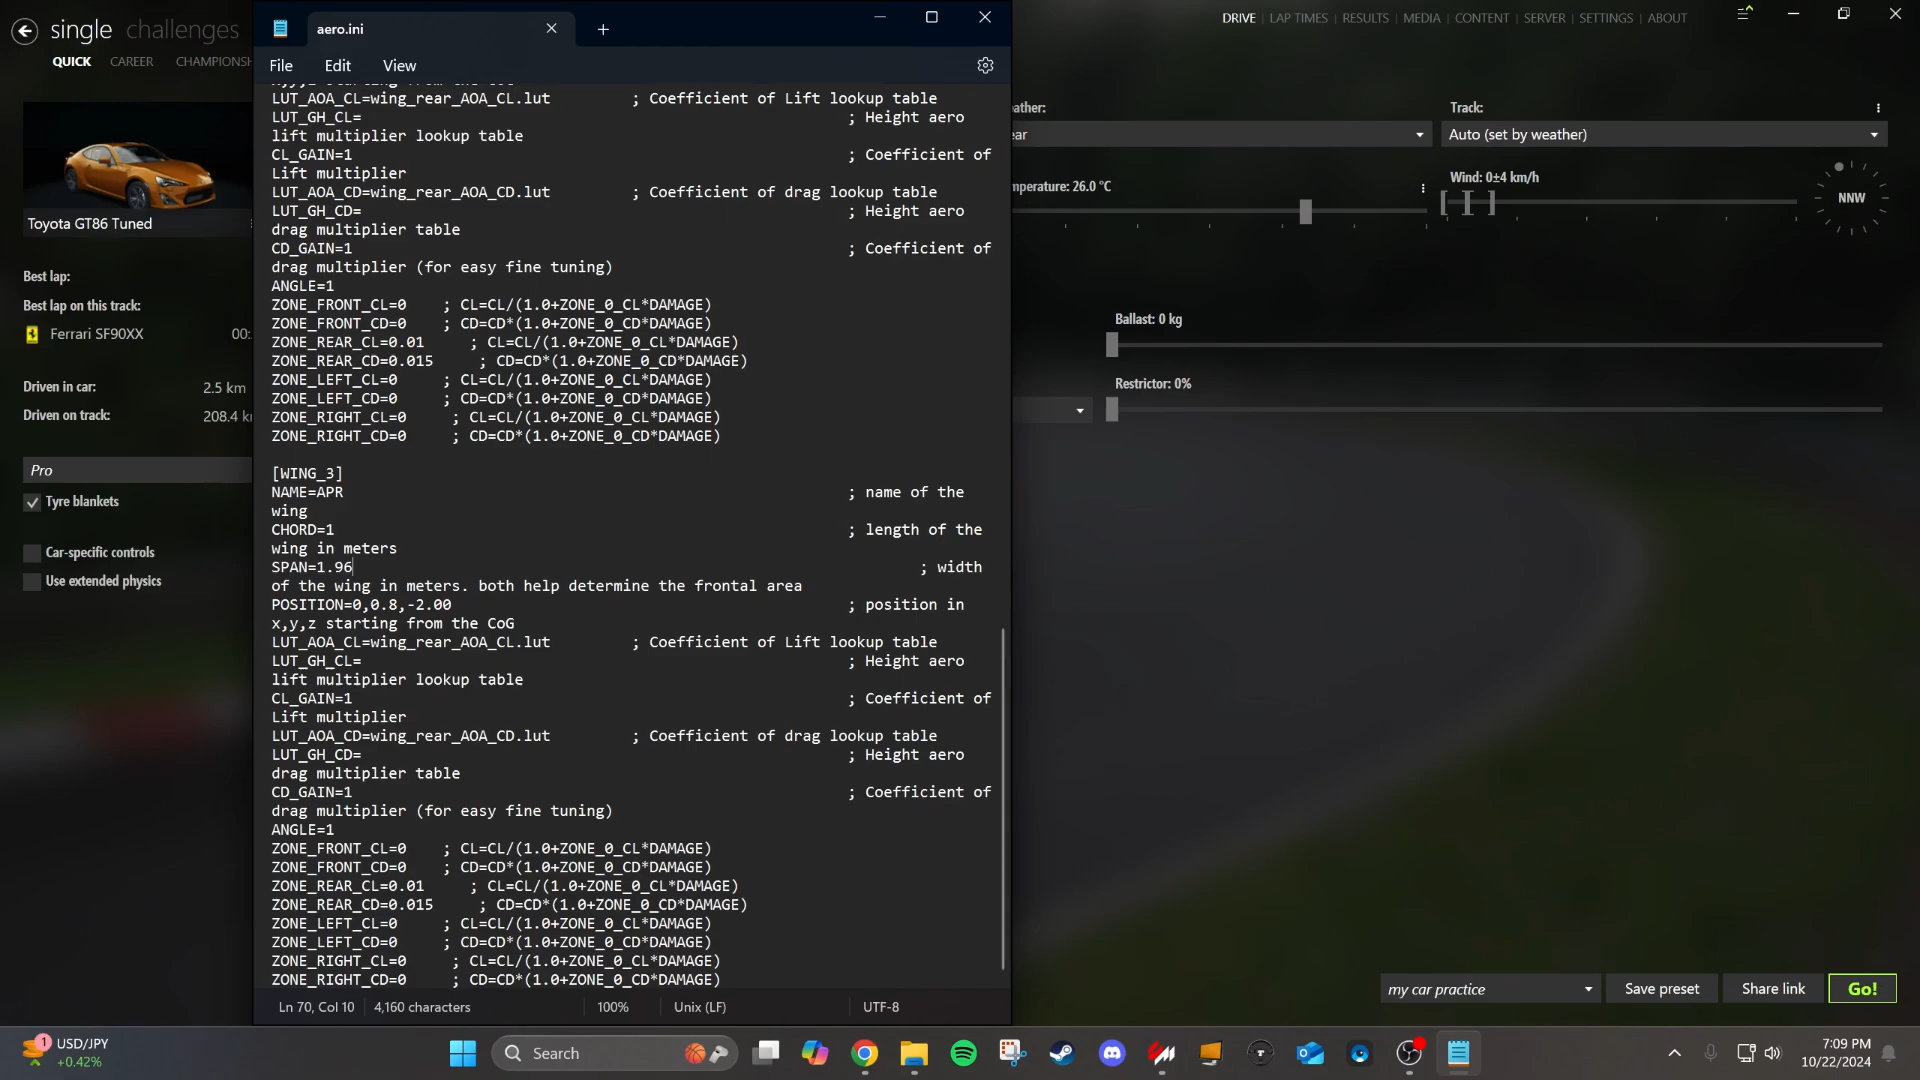 single challenges
QUICK CAREER CHAMPIONSH
DRIVE | LAP TIMES | RESULTS | MEDIA | CONTENT | SERVER | SETTINGS | ABOUT
aero.ini
File Edit View
LUT_AOA_CL=wing_rear_AOA_CL.lut ; Coefficient of Lift lookup table
LUT_GH_CL= ; Height aero
lift multiplier lookup table
CL_GAIN=1 ; Coefficient of
Lift multiplier
LUT_AOA_CD=wing_rear_AOA_CD.lut ; Coefficient of drag lookup table
LUT_GH_CD= ; Height aero
drag multiplier table
CD_GAIN=1 ; Coefficient of
drag multiplier (for easy fine tuning)
ANGLE=1
ZONE_FRONT_CL=0 ; CL=CL/(1.0+ZONE_0_CL*DAMAGE)
ZONE_FRONT_CD=0 ; CD=CD*(1.0+ZONE_0_CD*DAMAGE)
ZONE_REAR_CL=0.01 ; CL=CL/(1.0+ZONE_0_CL*DAMAGE)
ZONE_REAR_CD=0.015 ; CD=CD*(1.0+ZONE_0_CD*DAMAGE)
ZONE_LEFT_CL=0 ; CL=CL/(1.0+ZONE_0_CL*DAMAGE)
ZONE_LEFT_CD=0 ; CD=CD*(1.0+ZONE_0_CD*DAMAGE)
ZONE_RIGHT_CL=0 ; CL=CL/(1.0+ZONE_0_CL*DAMAGE)
ZONE_RIGHT_CD=0 ; CD=CD*(1.0+ZONE_0_CD*DAMAGE)
[WING_3]
NAME=APR ; name of the
wing
CHORD=1 ; length of the
wing in meters
SPAN=1.96 ; width
of the wing in meters. both help determine the frontal area
POSITION=0,0.8,-2.00 ; position in
x,y,z starting from the CoG
LUT_AOA_CL=wing_rear_AOA_CL.lut ; Coefficient of Lift lookup table
LUT_GH_CL= ; Height aero
lift multiplier lookup table
CL_GAIN=1 ; Coefficient of
Lift multiplier
LUT_AOA_CD=wing_rear_AOA_CD.lut ; Coefficient of drag lookup table
LUT_GH_CD= ; Height aero
drag multiplier table
CD_GAIN=1 ; Coefficient of
drag multiplier (for easy fine tuning)
ANGLE=1
ZONE_FRONT_CL=0 ; CL=CL/(1.0+ZONE_0_CL*DAMAGE)
ZONE_FRONT_CD=0 ; CD=CD*(1.0+ZONE_0_CD*DAMAGE)
ZONE_REAR_CL=0.01 ; CL=CL/(1.0+ZONE_0_CL*DAMAGE)
ZONE_REAR_CD=0.015 ; CD=CD*(1.0+ZONE_0_CD*DAMAGE)
ZONE_LEFT_CL=0 ; CL=CL/(1.0+ZONE_0_CL*DAMAGE)
ZONE_LEFT_CD=0 ; CD=CD*(1.0+ZONE_0_CD*DAMAGE)
ZONE_RIGHT_CL=0 ; CL=CL/(1.0+ZONE_0_CL*DAMAGE)
ZONE_RIGHT_CD=0 ; CD=CD*(1.0+ZONE_0_CD*DAMAGE)
Ln 70, Col 10 4,160 characters 100% Unix (LF) UTF-8
Toyota GT86 Tuned
Best lap:
Best lap on this track:
Ferrari SF90XX 00:
Driven in car: 2.5 km
Driven on track: 208.4 k
Pro
Tyre blankets
Car-specific controls
Use extended physics
ather:
ear
Track:
Auto (set by weather)
mperature: 26.0 °C
Wind: 0±4 km/h
NNW
Ballast: 0 kg
Restrictor: 0%
my car practice Save preset Share link Go!
1
USD/JPY
+0.42%
Search
7:09 PM
10/22/2024